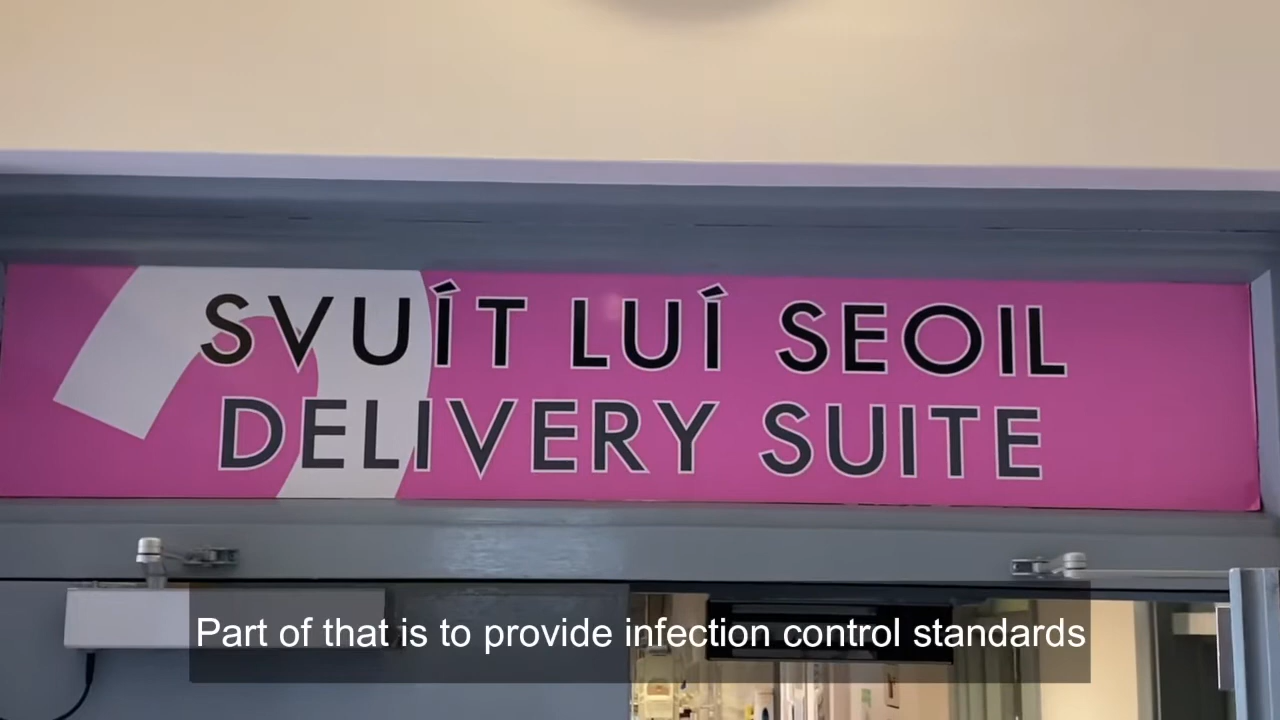 SVUÍT LUÍ SEOIL
DELIVERY SUITE
Part of that is to provide infection control standards